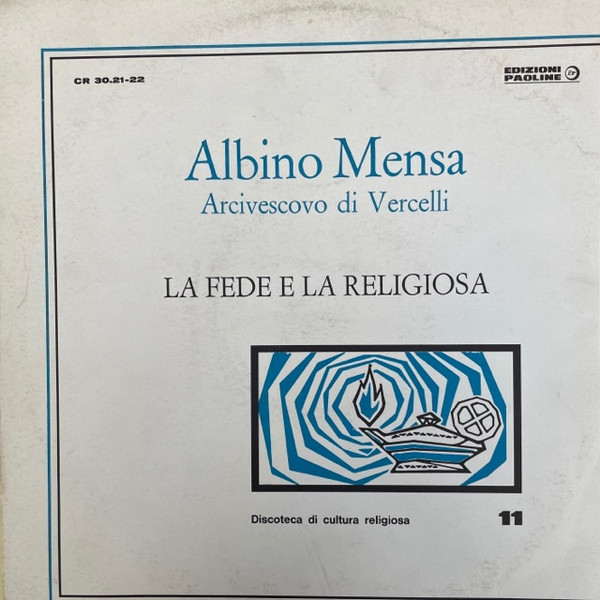 CR 30.21-22
EDIZIONI
PAOLINE
Albino Mensa
Arcivescovo di Vercelli
LA FEDE E LA RELIGIOSA
Discoteca di cultura religiosa
11